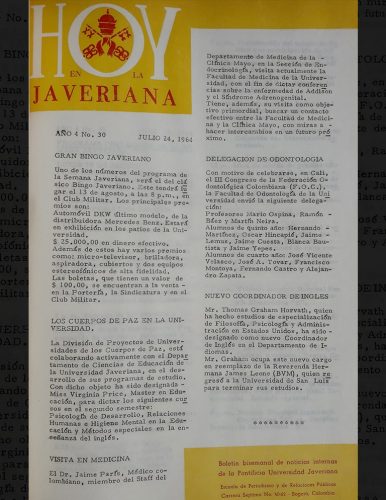 HOY
EN LA
JAVERIANA
AÑO 4 No. 30 JULIO 24, 1964
GRAN BINGO JAVERIANO
Uno de los números del programa de
la Semana Javeriana, será el del clá
sico Bingo Javeriano. Este tendrá lu
gar el 13 de agosto, a las 8 p.m., en
el Club Militar. Los principales pre
mios son:
Automóvil DKW último modelo, de la
distribuidora Mercedes Benz. Estará
en exhibición en los patios de la Uni-
versidad.
$ 25,000,00 en dinero efectivo.
Además de estos hay varios premios
como: micro-televisor, brilladora,
aspiradora, cubiertos y dos equipos
estereofónicos de alta fidelidad.
Las boletas, que tienen un valor de
$ 100.00, se encuentran a la venta -
en la Portería, la Sindicatura y en el
Club Militar.
LOS CUERPOS DE PAZ EN LA UNI-
VERSIDAD.
La División de Proyectos de Univer-
sidades de los Cuerpos de Paz, está
colaborando activamente con el Depar
tamento de Ciencias de Educación de
la Universidad Javeriana, en el des-
arrollo de sus programas de estudio.
Con dicho objeto ha sido designada -
Miss Virginia Price, Master en Edu-
cación, para dictar los siguientes cur
sos en el segundo semestre:
Psicología de Desarrollo, Relaciones
Humanas e Higiene Mental en la Edu-
cación y Métodos especiales en la en-
señanza del inglés.
VISITA EN MEDICINA
El Dr. Jaime París, Médico co-
lombiano, miembro del Staff del
Departamento de Medicina de la -
Clínica Mayo, en la Sección de En-
docrinología, visita actualmente la
Facultad de Medicina de la Univer-
sidad, con el fin de dictar conferen
cias sobre la enfermedad de Addison
y el Síndrome Adrenogenital.
Tiene, además, su visita como obje-
tivo primordial, buscar un contacto
efectivo entre la Facultad de Medici-
na y la Clínica Mayo, con miras a -
hacer intercambios en un futuro pró
ximo.
DELEGACION DE ODONTOLOGIA
Con motivo de celebrarse, en Cali,
el III Congreso de la Federación O-
dontológica Colombiana (F.O.C.),
la Facultad de Odontología de la Uni
versidad envió la siguiente delega-
ción:
Profesores Mario Ospina, Ramón -
Báez y Martín Neira.
Alumnos de quinto año: Hernando -
Martínez, Oscar Hincapié, Jaime -
Lemus, Jaime Cuesta, Blanca Bau-
tista y Jaime Yepes.
Alumnos de cuarto año: José Vicente
Velasco, José A. Tovar, Francisco
Montoya, Fernando Castro y Alejan-
dro Zapata.
NUEVO COORDINADOR DE INGLES
Mr. Thomas Graham Horvath, quien
ha hecho estudios de especialización
de Filosofía, Psicología y Adminis-
tración en Estados Unidos, ha sido -
designado como nuevo Coordinador
de Inglés en el Departamento de I-
diomas.
Mr. Graham ocupa este nuevo cargo
en reemplazo de la Reverenda Her-
mana James Leone (BVM), quien re
gresó a la Universidad de San Luis
para terminar sus estudios.
**********
Boletín bisemanal de noticias internas
de la Pontificia Universidad Javeriana
Escuela de Periodismo y de Relaciones Públicas